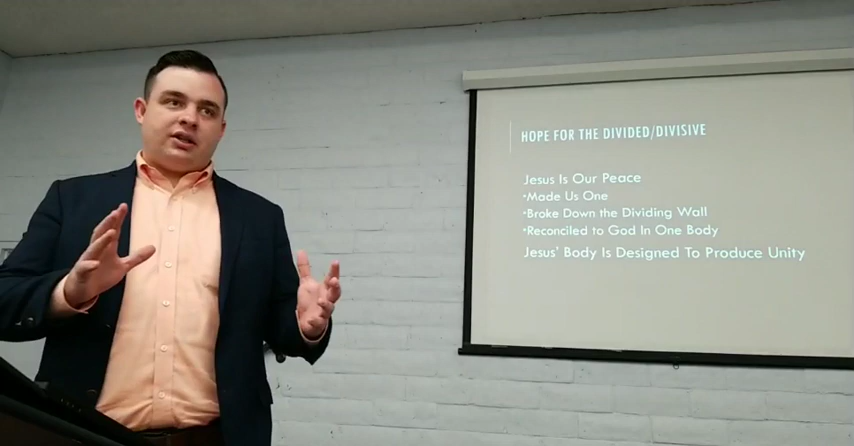 HOPE FOR THE DIVIDED/DIVISIVE
Jesus Is Our Peace
•Made Us One
•Broke Down the Dividing Wall
•Reconciled to God In One Body
Jesus' Body Is Designed To Produce Unity